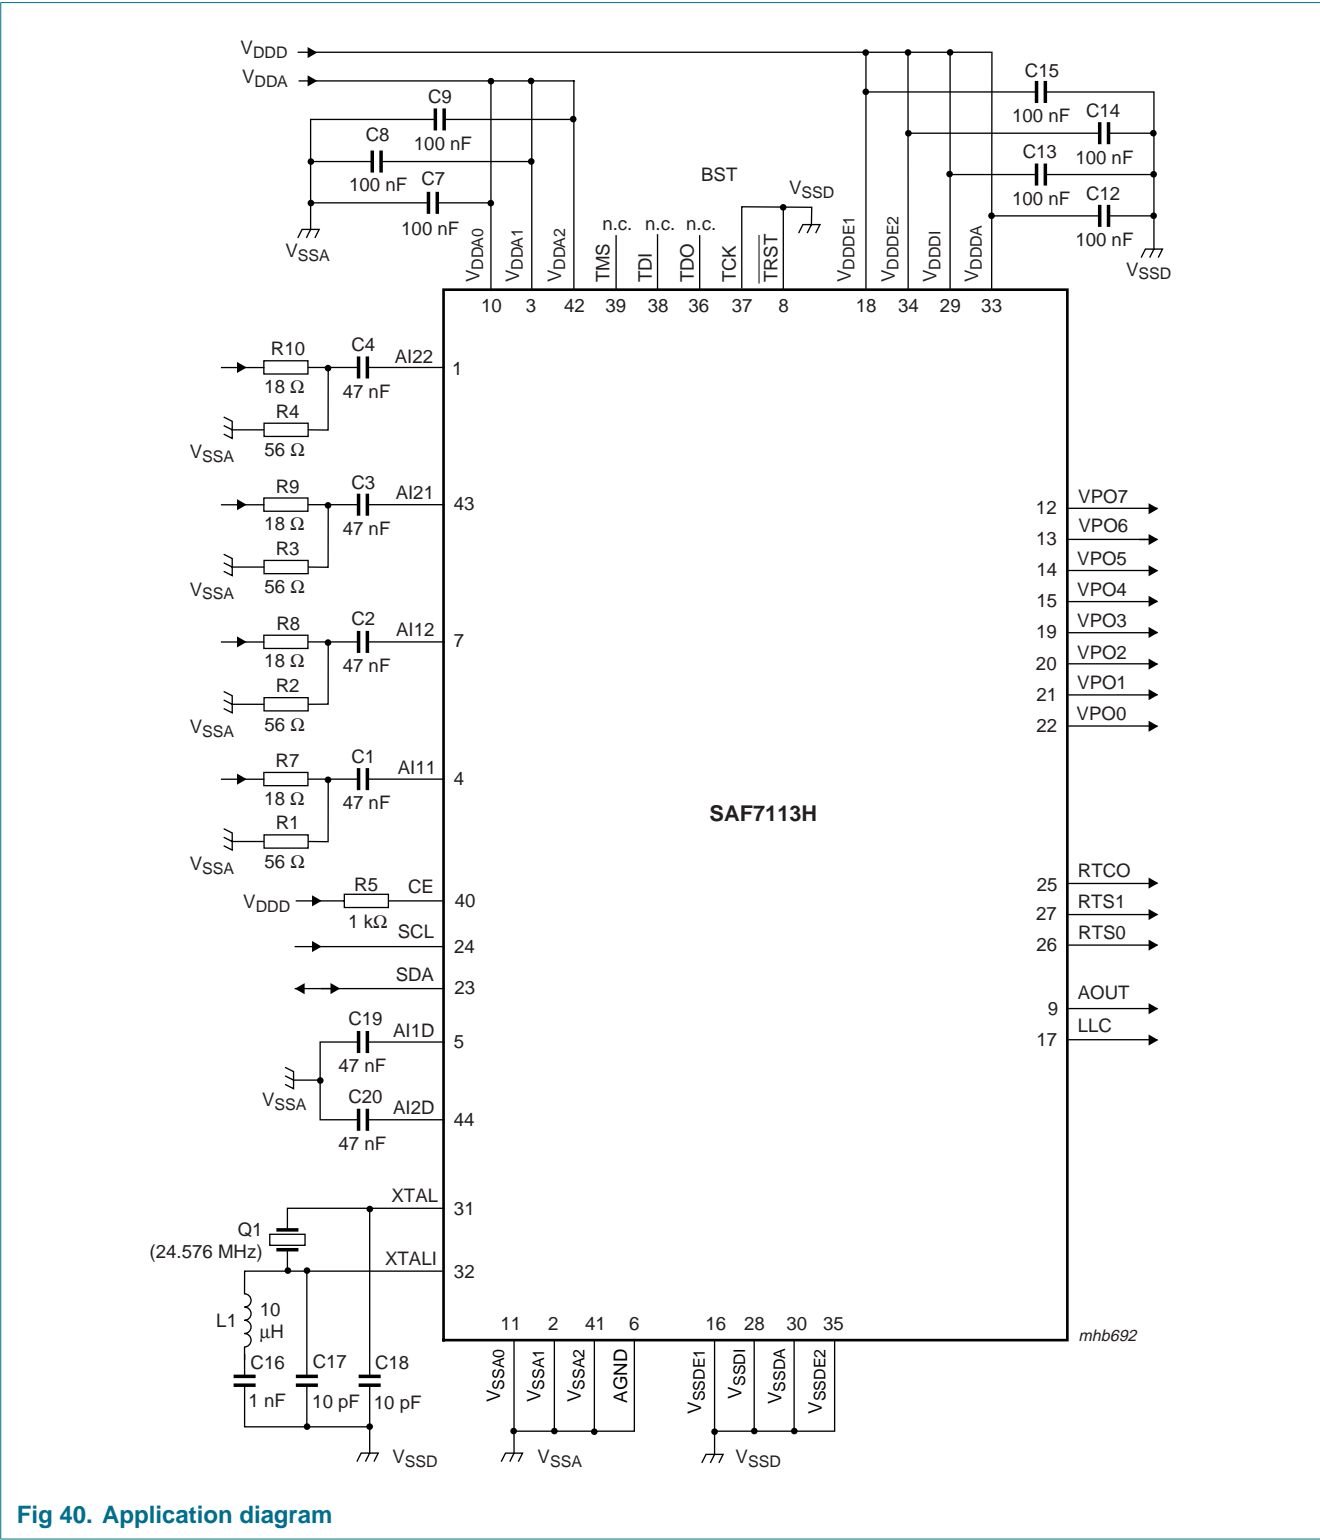 VDDD
VDDA
C15
100 nF
C14
100 nF
C13
100 nF
C12
100 nF
VSSD
C9
100 nF
C8
100 nF
C7
100 nF
VSSA
BST
VSSD
n.c. n.c. n.c.
VDDA0 VDDA1 VDDA2 TMS TDI TDO TCK TRST VDDDE1 VDDDE2 VDDDI VDDDA
10 3 42 39 38 36 37 8 18 34 29 33
R10
18 Ω
C4
47 nF
AI22
1
R4
56 Ω
VSSA
R9
18 Ω
C3
47 nF
AI21
43
R3
56 Ω
VSSA
R8
18 Ω
C2
47 nF
AI12
7
R2
56 Ω
VSSA
R7
18 Ω
C1
47 nF
AI11
4
R1
56 Ω
VSSA
VDDD
R5
1 kΩ
CE
40
SCL
24
SDA
23
C19
47 nF
AI1D
5
VSSA
C20
47 nF
AI2D
44
XTAL
31
Q1
(24.576 MHz)
XTALI
32
L1
10
μH
C16
1 nF
C17
10 pF
C18
10 pF
VSSD
SAF7113H
12 VPO7
13 VPO6
14 VPO5
15 VPO4
19 VPO3
20 VPO2
21 VPO1
22 VPO0
25 RTCO
27 RTS1
26 RTS0
9 AOUT
17 LLC
11 2 41 6 16 28 30 35
VSSA0 VSSA1 VSSA2 AGND VSSDE1 VSSDI VSSDA VSSDE2
VSSA
VSSD
mhb692
Fig 40. Application diagram